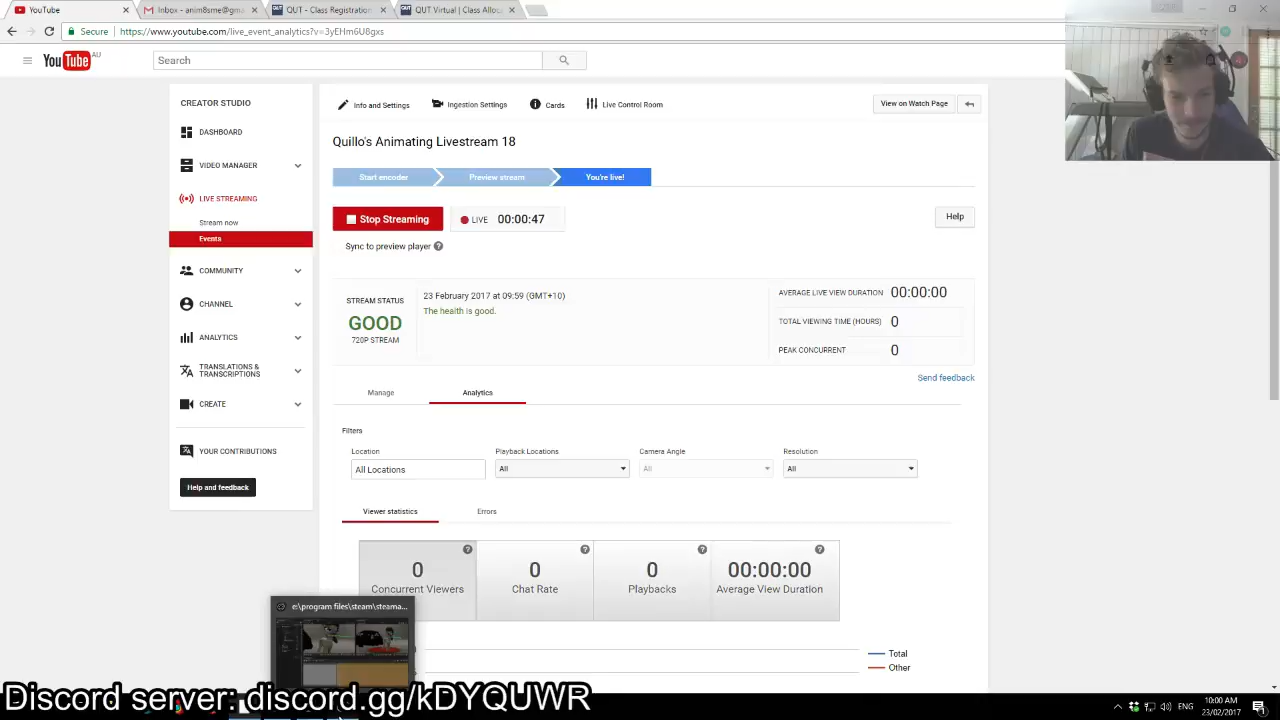 YouTube
Inbox - anim8sme@gm
QUT - Class Registration
QUT Virtual | Class Alloc
Secure
https://www.youtube.com/live_event_analytics?v=3yEHm6U8gxs
YouTube AU
Search
CREATOR STUDIO
DASHBOARD
VIDEO MANAGER
LIVE STREAMING
Stream now
Events
COMMUNITY
CHANNEL
ANALYTICS
TRANSLATIONS &
TRANSCRIPTIONS
CREATE
YOUR CONTRIBUTIONS
Help and feedback
Info and Settings
Ingestion Settings
Cards
Live Control Room
View on Watch Page
Quillo's Animating Livestream 18
Start encoder
Preview stream
You're live!
Stop Streaming
LIVE 00:00:47
Help
Sync to preview player ?
STREAM STATUS
GOOD
720P STREAM
23 February 2017 at 09:59 (GMT+10)
The health is good.
AVERAGE LIVE VIEW DURATION 00:00:00
TOTAL VIEWING TIME (HOURS) 0
PEAK CONCURRENT 0
Send feedback
Manage
Analytics
Filters
Location
All Locations
Playback Locations
All
Camera Angle
All
Resolution
All
Viewer statistics
Errors
0
Concurrent Viewers
0
Chat Rate
0
Playbacks
00:00:00
Average View Duration
Total
Other
e:\program files\steam\steama...
Discord server: discord.gg/kDYQUWR
ENG
10:00 AM
23/02/2017